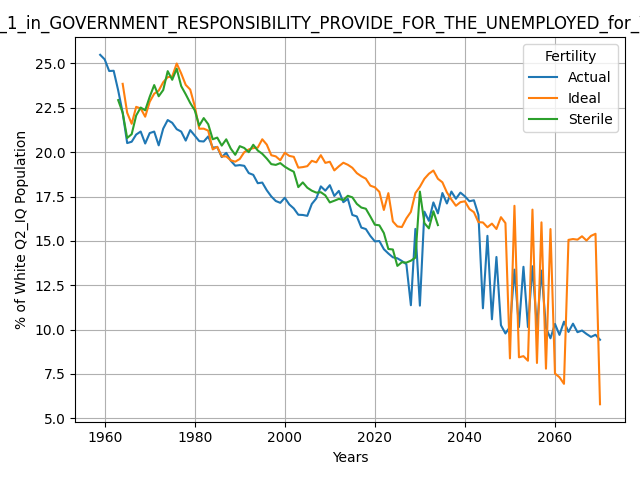 _1_in_GOVERNMENT_RESPONSIBILITY_PROVIDE_FOR_THE_UNEMPLOYED_for_
Fertility
Actual
Ideal
Sterile
% of White Q2_IQ Population
25.0
22.5
20.0
17.5
15.0
12.5
10.0
7.5
5.0
1960 1980 2000 2020 2040 2060
Years